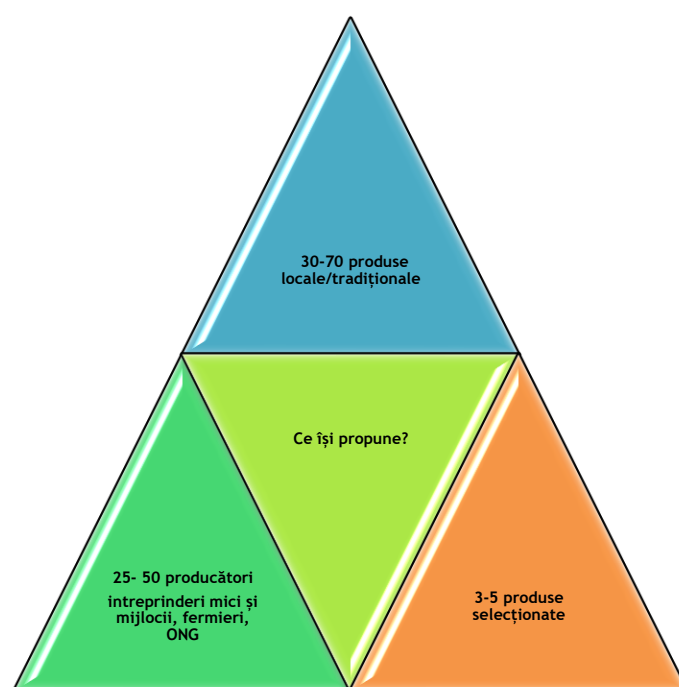 30-70 produse
locale/tradiționale
Ce își propune?
25- 50 producători
intreprinderi mici și
mijlocii, fermieri,
ONG
3-5 produse
selecționate